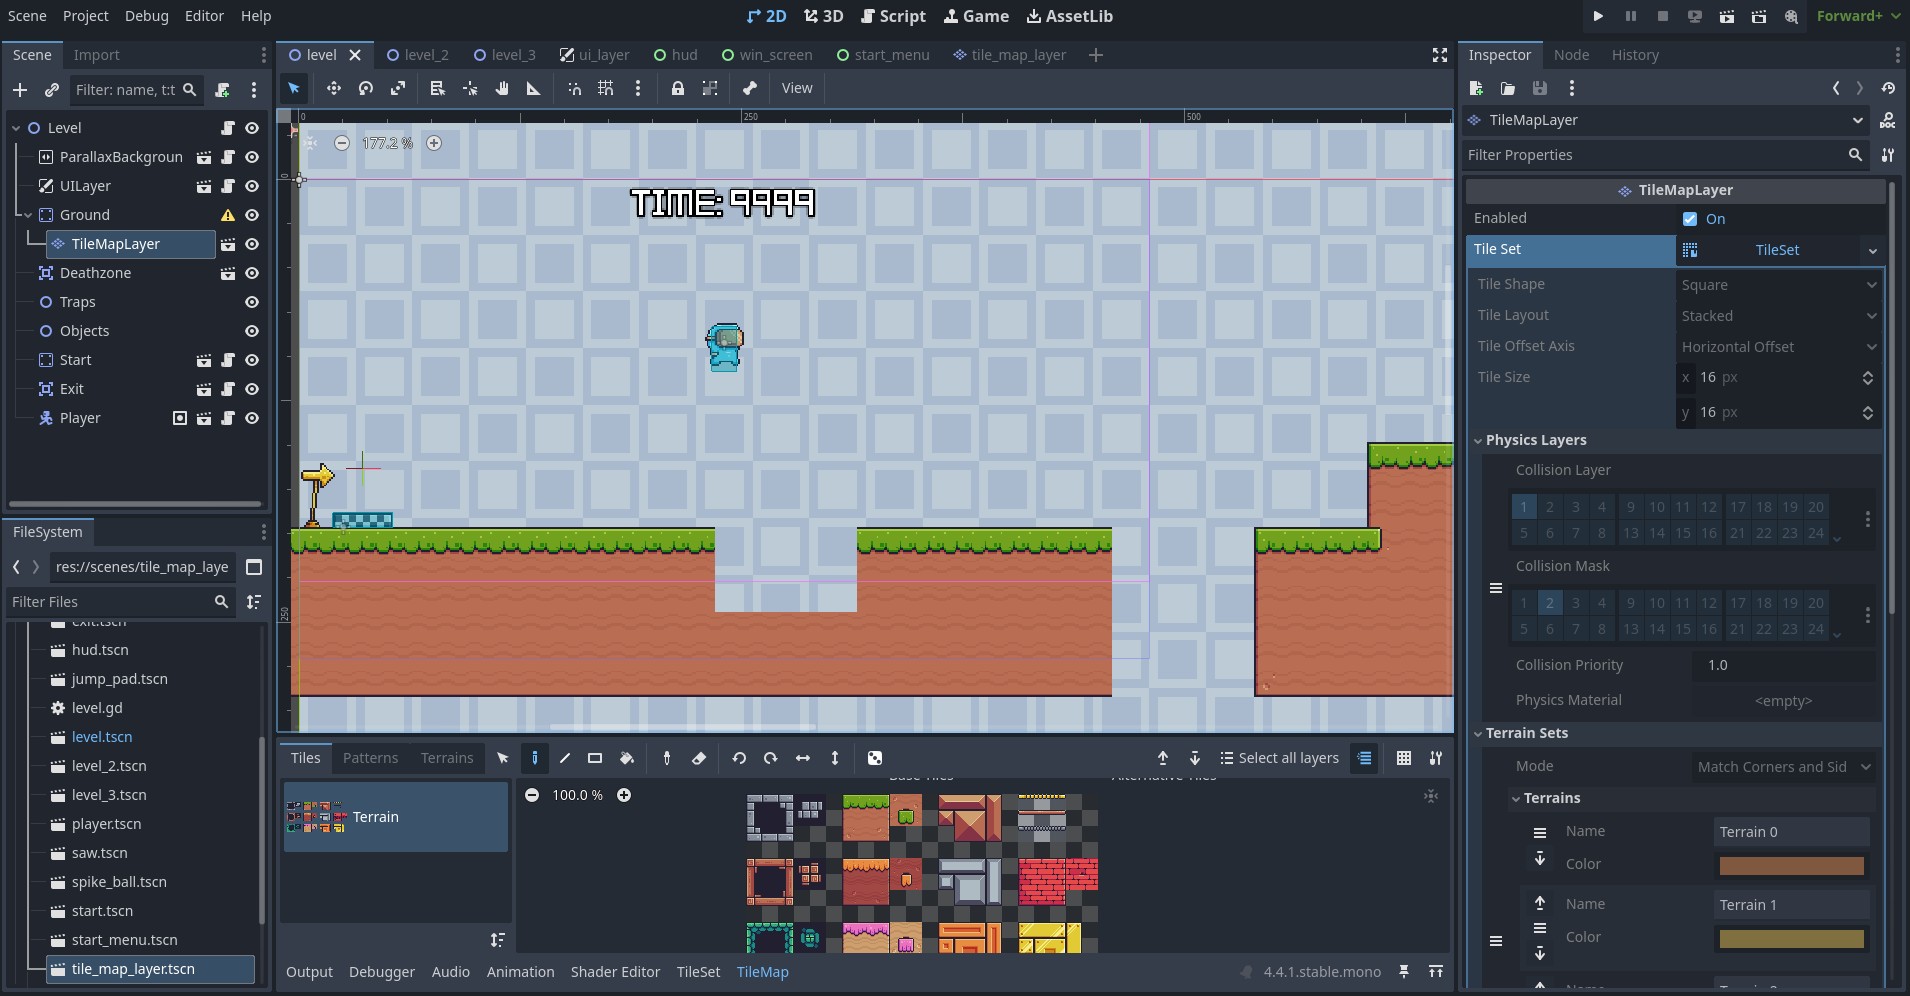 Scene Project Debug Editor Help
2D 3D Script Game AssetLib
Forward+
Scene Import
Filter: name, t:t
Level
ParallaxBackgroun
UILayer
Ground
TileMapLayer
Deathzone
Traps
Objects
Start
Exit
Player
FileSystem
res://scenes/tile_map_laye
Filter Files
exit.tscn
hud.tscn
jump_pad.tscn
level.gd
level.tscn
level_2.tscn
level_3.tscn
player.tscn
saw.tscn
spike_ball.tscn
start.tscn
start_menu.tscn
tile_map_layer.tscn
level level_2 level_3 ui_layer hud win_screen start_menu tile_map_layer
View
0 250 500
177.2 %
0
TIME: 9999
250
Tiles Patterns Terrains
Select all layers
Terrain
Base Tiles Alternative Tiles
100.0 %
Output Debugger Audio Animation Shader Editor TileSet TileMap
4.4.1.stable.mono
Inspector Node History
TileMapLayer
Filter Properties
TileMapLayer
Enabled On
Tile Set TileSet
Tile Shape Square
Tile Layout Stacked
Tile Offset Axis Horizontal Offset
Tile Size x 16 px
y 16 px
Physics Layers
Collision Layer
1 2 3 4 9 10 11 12 17 18 19 20
5 6 7 8 13 14 15 16 21 22 23 24
Collision Mask
1 2 3 4 9 10 11 12 17 18 19 20
5 6 7 8 13 14 15 16 21 22 23 24
Collision Priority 1.0
Physics Material <empty>
Terrain Sets
Mode Match Corners and Sid
Terrains
Name Terrain 0
Color
Name Terrain 1
Color